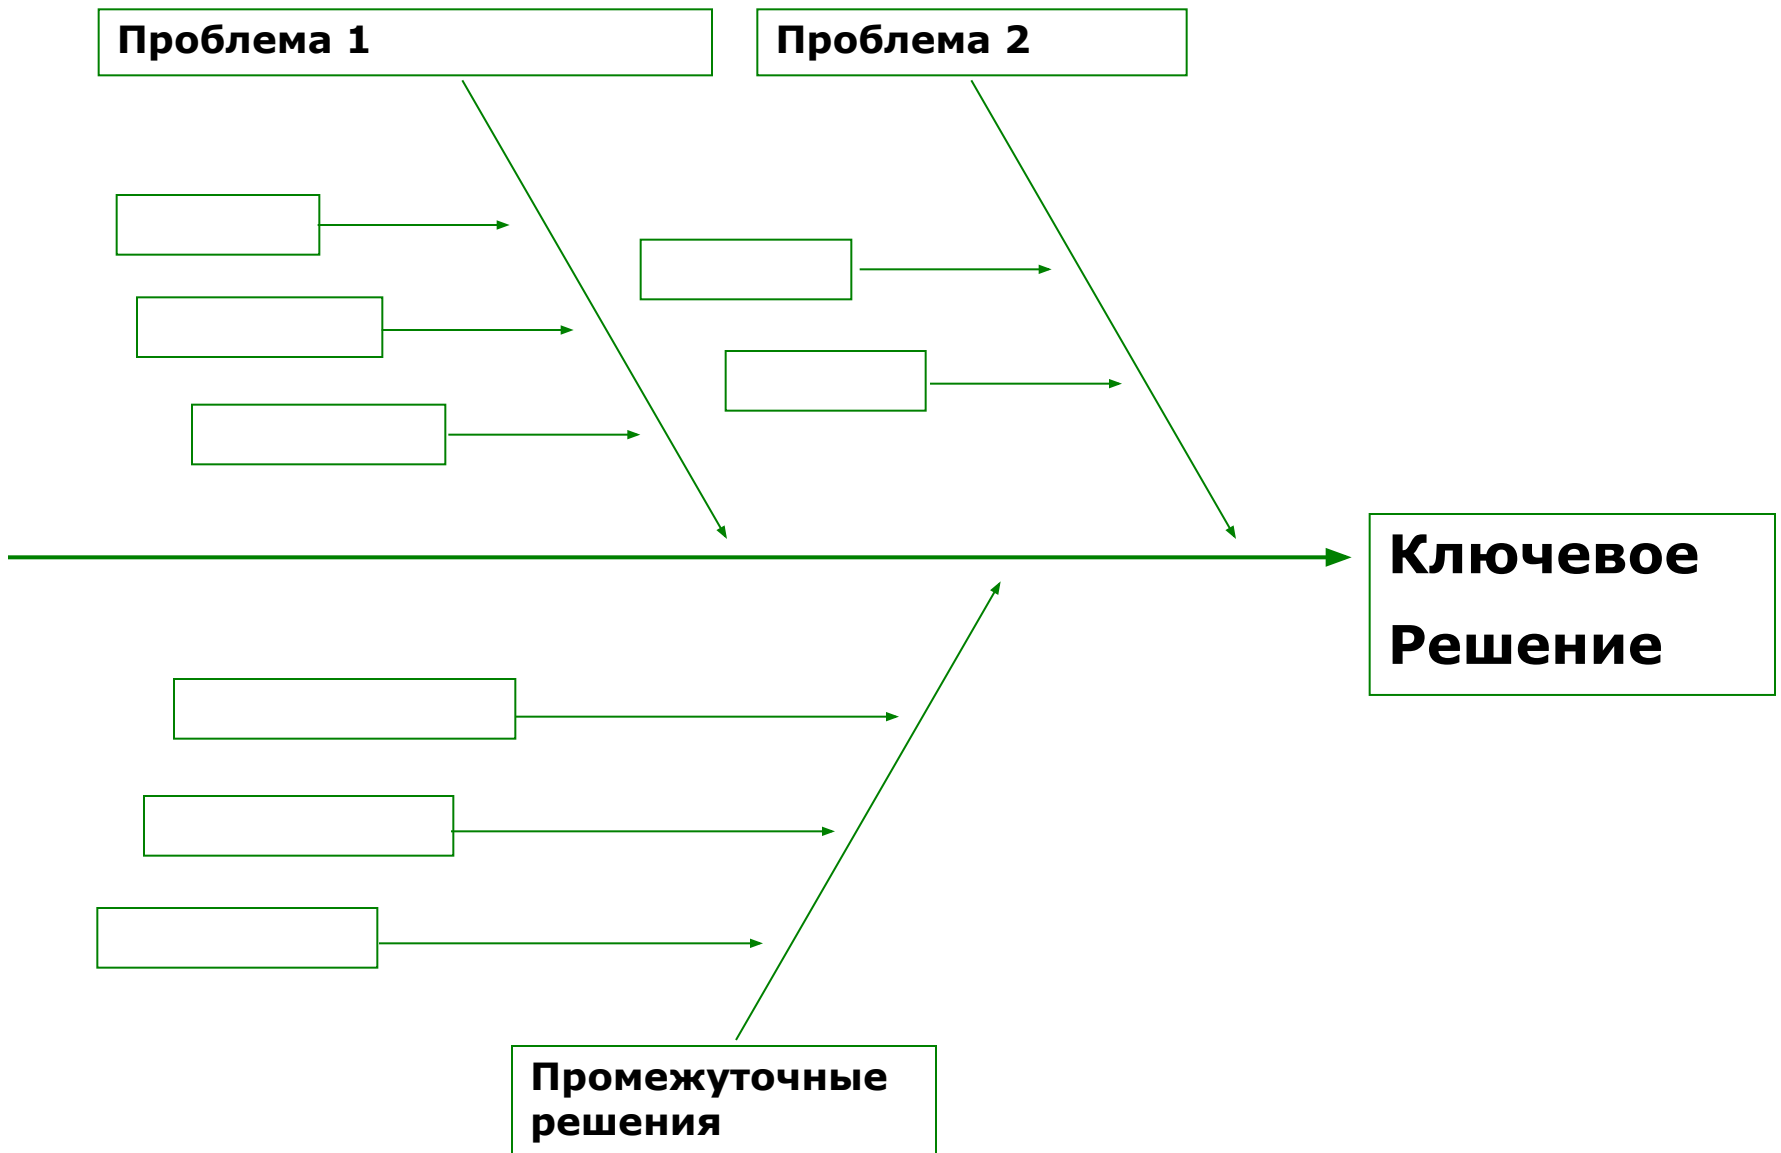 Проблема 1
Проблема 2
Ключевое
Решение
Промежуточные
решения